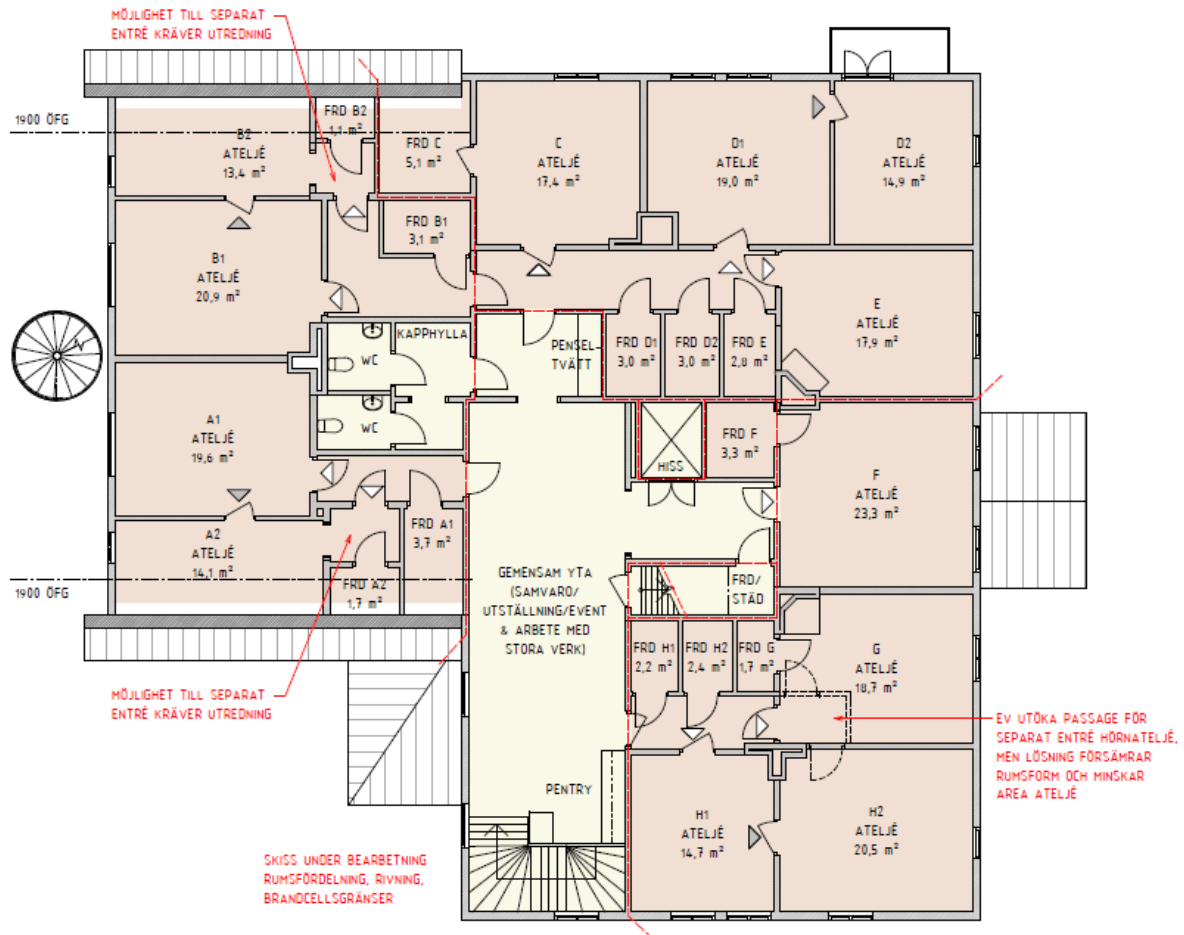 MÖJLIGHET TILL SEPARAT
ENTRÉ KRÄVER UTREDNING
1900 ÖFG
B2
ATELJÉ
13,4 m²
FRD B2
1,1 m²
FRD C
5,1 m²
C
ATELJÉ
17,4 m²
D1
ATELJÉ
19,0 m²
D2
ATELJÉ
14,9 m²
B1
ATELJÉ
20,9 m²
FRD B1
3,1 m²
E
ATELJÉ
17,9 m²
KAPPHYLLA
WC
PENSEL-
TVÄTT
FRD D1
3,0 m²
FRD D2
3,0 m²
FRD E
2,8 m²
A1
ATELJÉ
19,6 m²
WC
HISS
FRD F
3,3 m²
F
ATELJÉ
23,3 m²
A2
ATELJÉ
14,1 m²
FRD A1
3,7 m²
FRD A2
1,7 m²
1900 ÖFG
GEMENSAM YTA
(SAMVARO/
UTSTÄLLNING/EVENT
& ARBETE MED
STORA VERK)
FRD/
STÄD
FRD H1
2,2 m²
FRD H2
2,4 m²
FRD G
1,7 m²
G
ATELJÉ
18,7 m²
MÖJLIGHET TILL SEPARAT
ENTRÉ KRÄVER UTREDNING
EV UTÖKA PASSAGE FÖR
SEPARAT ENTRÉ HÖRNATELJÉ,
MEN LÖSNING FÖRSÄMRAR
RUMSFORM OCH MINSKAR
AREA ATELJÉ
PENTRY
H1
ATELJÉ
14,7 m²
H2
ATELJÉ
20,5 m²
SKISS UNDER BEARBETNING
RUMSFÖRDELNING, RIVNING,
BRANDCELLSGRÄNSER